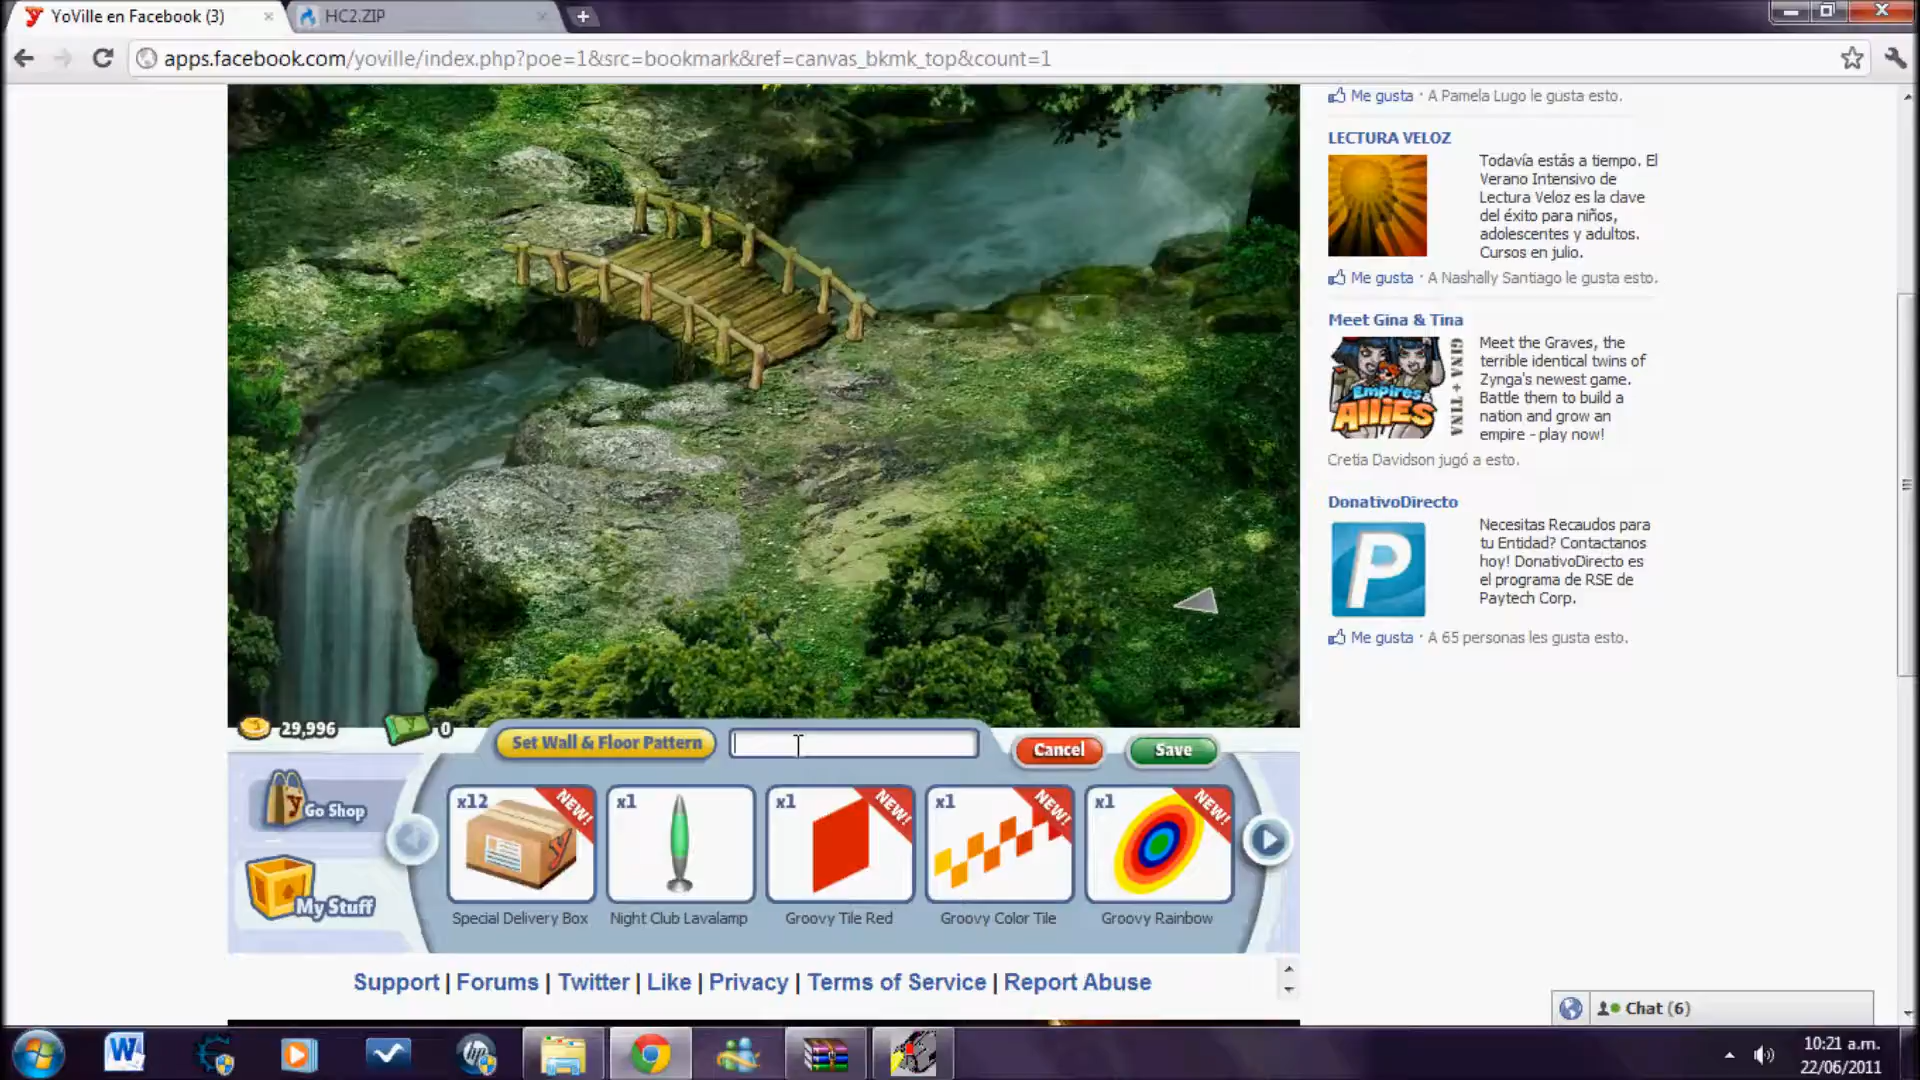 YoVille en Facebook (3)
HC2.ZIP
apps.facebook.com/yoville/index.php?poe=1&src=bookmark&ref=canvas_bkmk_top&count=1
Me gusta · A Pamela Lugo le gusta esto.
LECTURA VELOZ
Todavía estás a tiempo. El
Verano Intensivo de
Lectura Veloz es la clave
del éxito para niños,
adolescentes y adultos.
Cursos en julio.
Me gusta · A Nashally Santiago le gusta esto.
Meet Gina & Tina
GINA + TINA
Empires &
ALLIES
Meet the Graves, the
terrible identical twins of
Zynga's newest game.
Battle them to build a
nation and grow an
empire - play now!
Cretia Davidson jugó a esto.
DonativoDirecto
P
Necesitas Recaudos para
tu Entidad? Contactanos
hoy! DonativoDirecto es
el programa de RSE de
Paytech Corp.
Me gusta · A 65 personas les gusta esto.
29,996
0
Set Wall & Floor Pattern
Cancel
Save
Go Shop
My Stuff
x12 NEW!
x1
x1 NEW!
x1 NEW!
x1 NEW!
Special Delivery Box
Night Club Lavalamp
Groovy Tile Red
Groovy Color Tile
Groovy Rainbow
Support | Forums | Twitter | Like | Privacy | Terms of Service | Report Abuse
Chat (6)
10:21 a.m.
22/06/2011